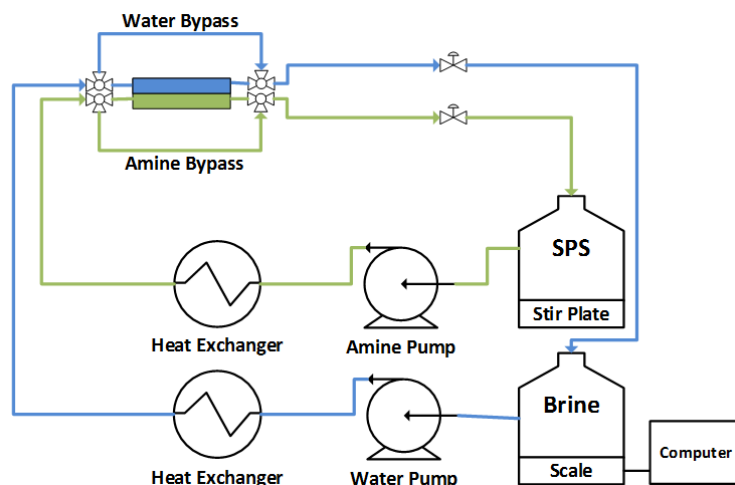 Water Bypass
Amine Bypass
SPS
Stir Plate
Heat Exchanger
Amine Pump
Brine
Computer
Scale
Heat Exchanger
Water Pump